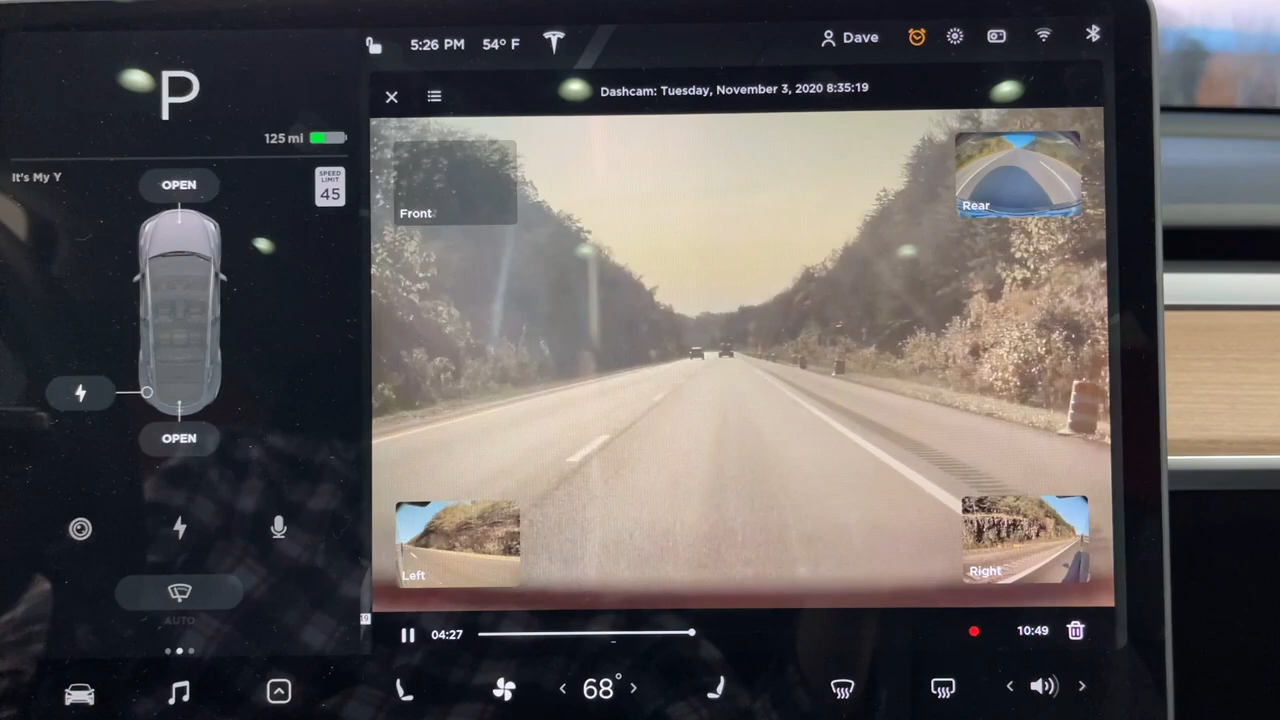 5:26 PM 54° F Dave
P
Dashcam: Tuesday, November 3, 2020 8:35:19
125 mi
It's My Y
OPEN
SPEED
LIMIT
45
Front
Rear
OPEN
Left
Right
AUTO
04:27
10:49
68°